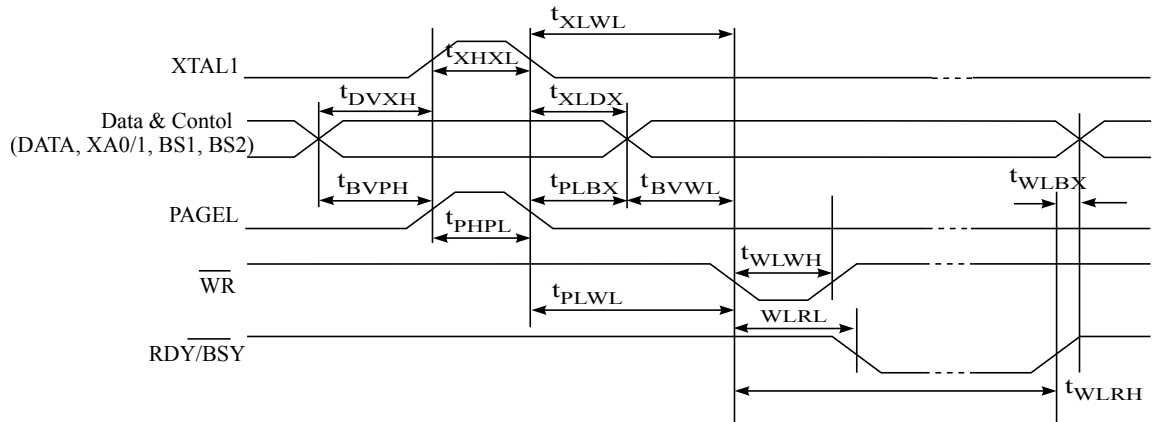 tXLWL
XTAL1
tXHXL
tDVXH
tXLDX
Data & Contol
(DATA, XA0/1, BS1, BS2)
tBVPH
tPLBX
tBVWL
tWLBX
PAGEL
tPHPL
WR
tWLWH
tPLWL
WLRL
RDY/BSY
tWLRH